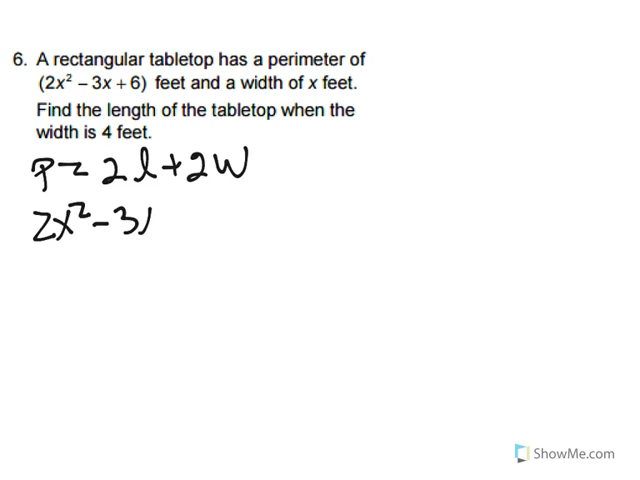 6. A rectangular tabletop has a perimeter of
(2x² – 3x + 6) feet and a width of x feet.
Find the length of the tabletop when the
width is 4 feet.
P = 2l + 2W
2x² – 3
ShowMe.com